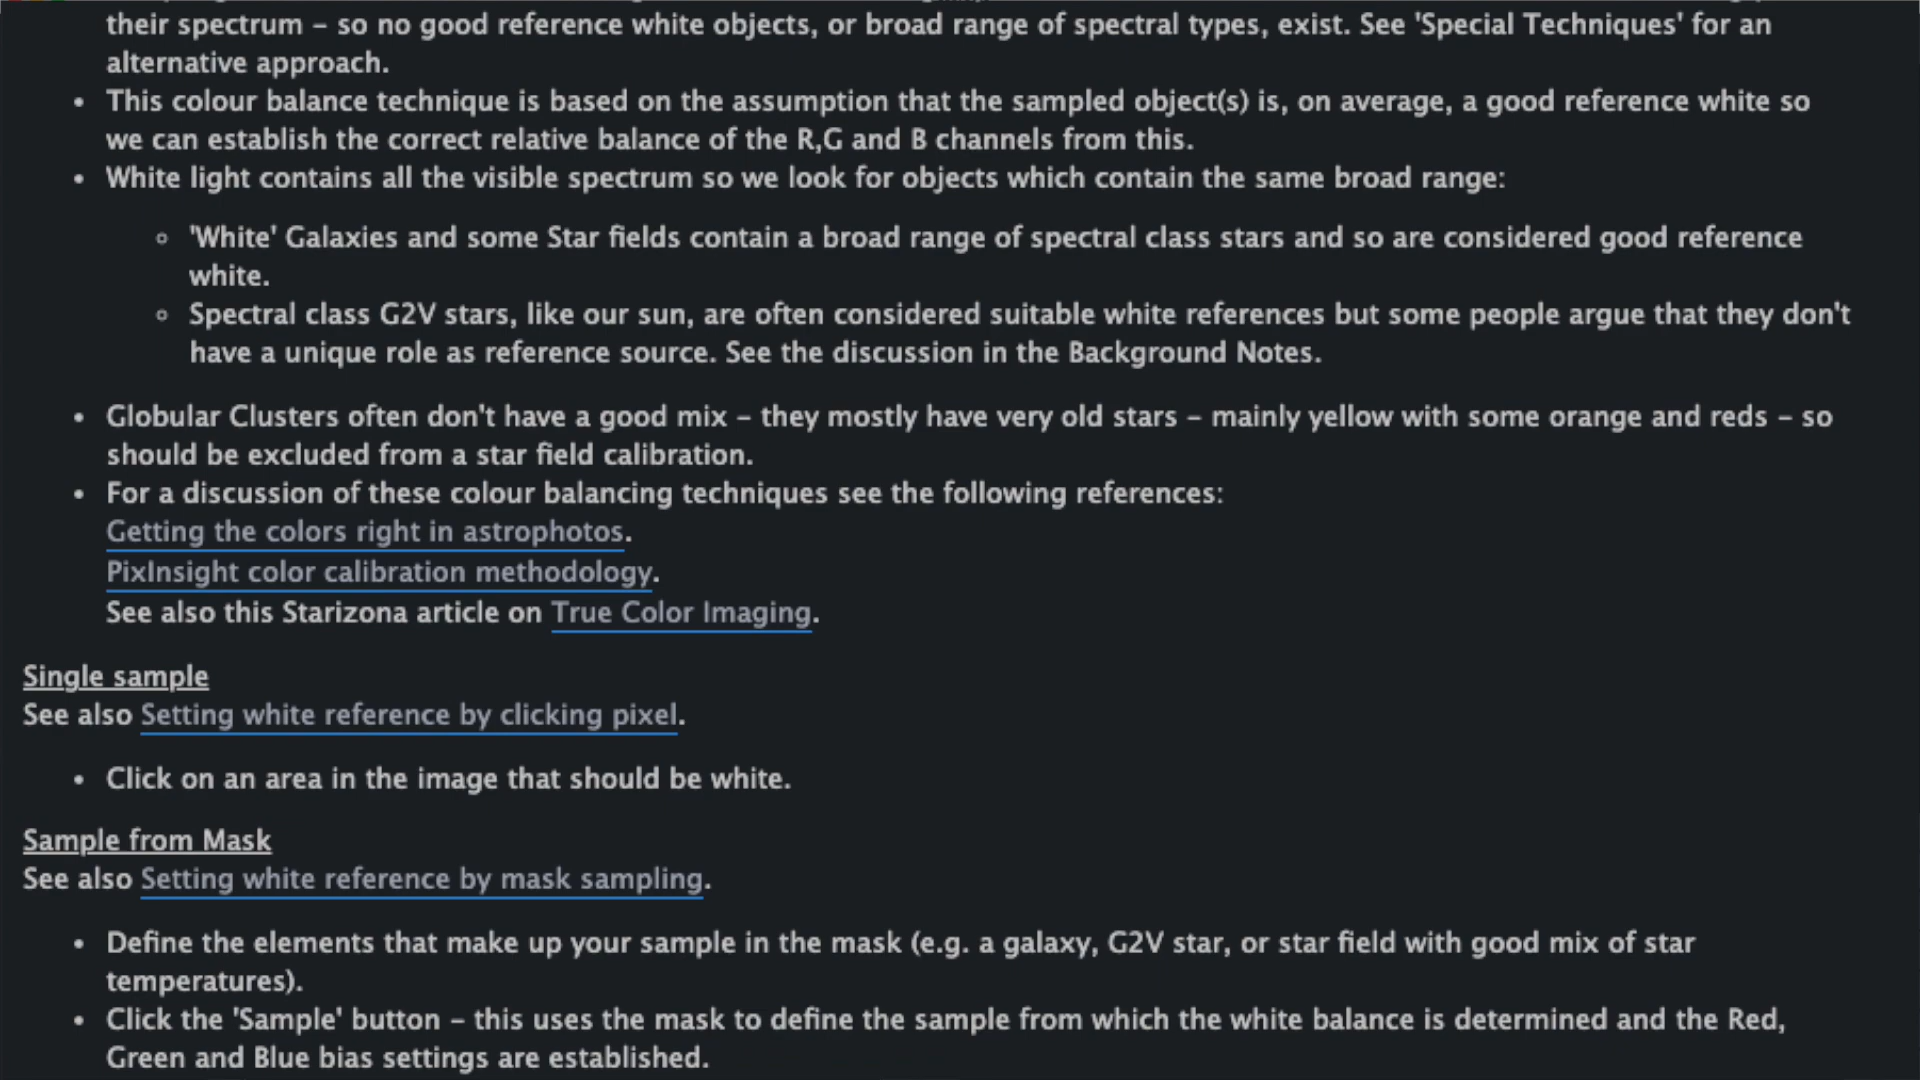 their spectrum – so no good reference white objects, or broad range of spectral types, exist. See 'Special Techniques' for an
alternative approach.
• This colour balance technique is based on the assumption that the sampled object(s) is, on average, a good reference white so
we can establish the correct relative balance of the R,G and B channels from this.
• White light contains all the visible spectrum so we look for objects which contain the same broad range:
◦ 'White' Galaxies and some Star fields contain a broad range of spectral class stars and so are considered good reference
white.
◦ Spectral class G2V stars, like our sun, are often considered suitable white references but some people argue that they don't
have a unique role as reference source. See the discussion in the Background Notes.
• Globular Clusters often don't have a good mix – they mostly have very old stars – mainly yellow with some orange and reds – so
should be excluded from a star field calibration.
• For a discussion of these colour balancing techniques see the following references:
Getting the colors right in astrophotos.
PixInsight color calibration methodology.
See also this Starizona article on True Color Imaging.
Single sample
See also Setting white reference by clicking pixel.
• Click on an area in the image that should be white.
Sample from Mask
See also Setting white reference by mask sampling.
• Define the elements that make up your sample in the mask (e.g. a galaxy, G2V star, or star field with good mix of star
temperatures).
• Click the 'Sample' button – this uses the mask to define the sample from which the white balance is determined and the Red,
Green and Blue bias settings are established.